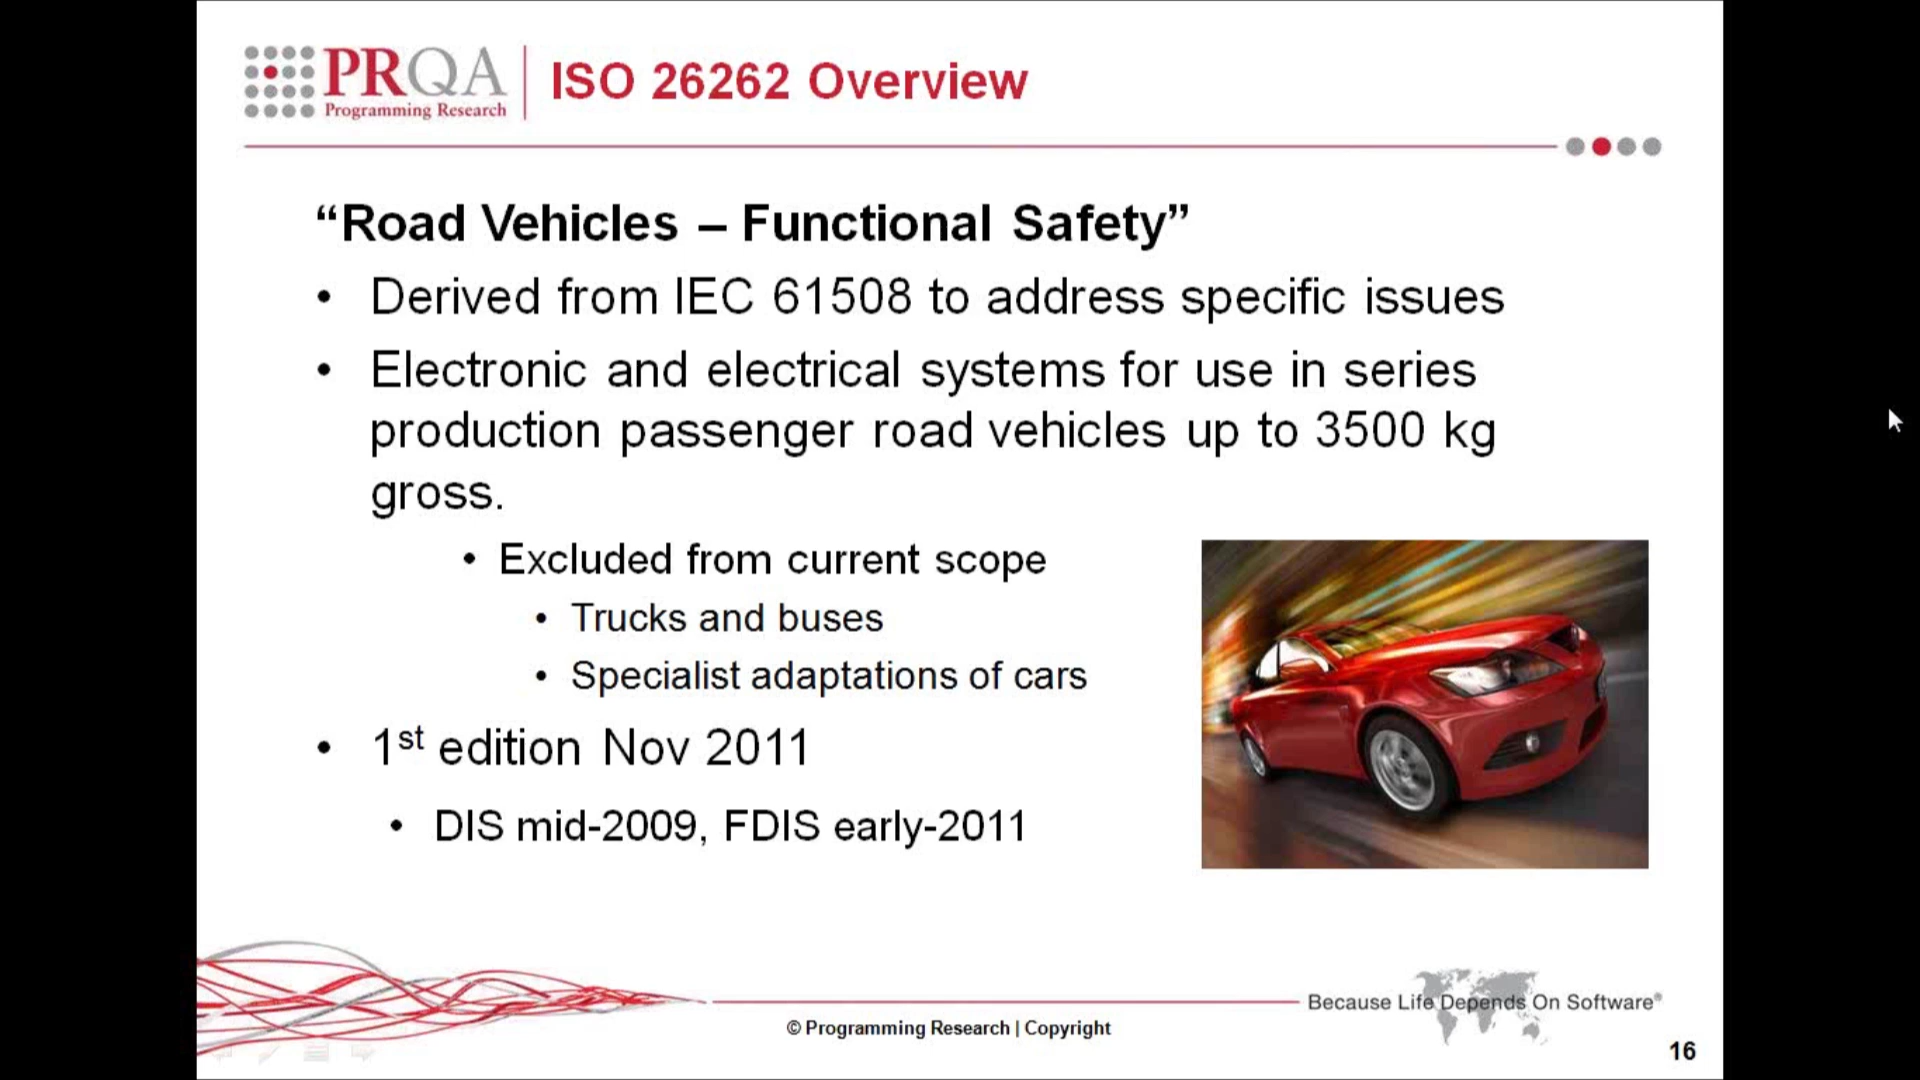 PRQA
Programming Research
ISO 26262 Overview
“Road Vehicles – Functional Safety”
• Derived from IEC 61508 to address specific issues
• Electronic and electrical systems for use in series
production passenger road vehicles up to 3500 kg
gross.
• Excluded from current scope
• Trucks and buses
• Specialist adaptations of cars
• 1st edition Nov 2011
• DIS mid-2009, FDIS early-2011
Because Life Depends On Software®
© Programming Research | Copyright
16